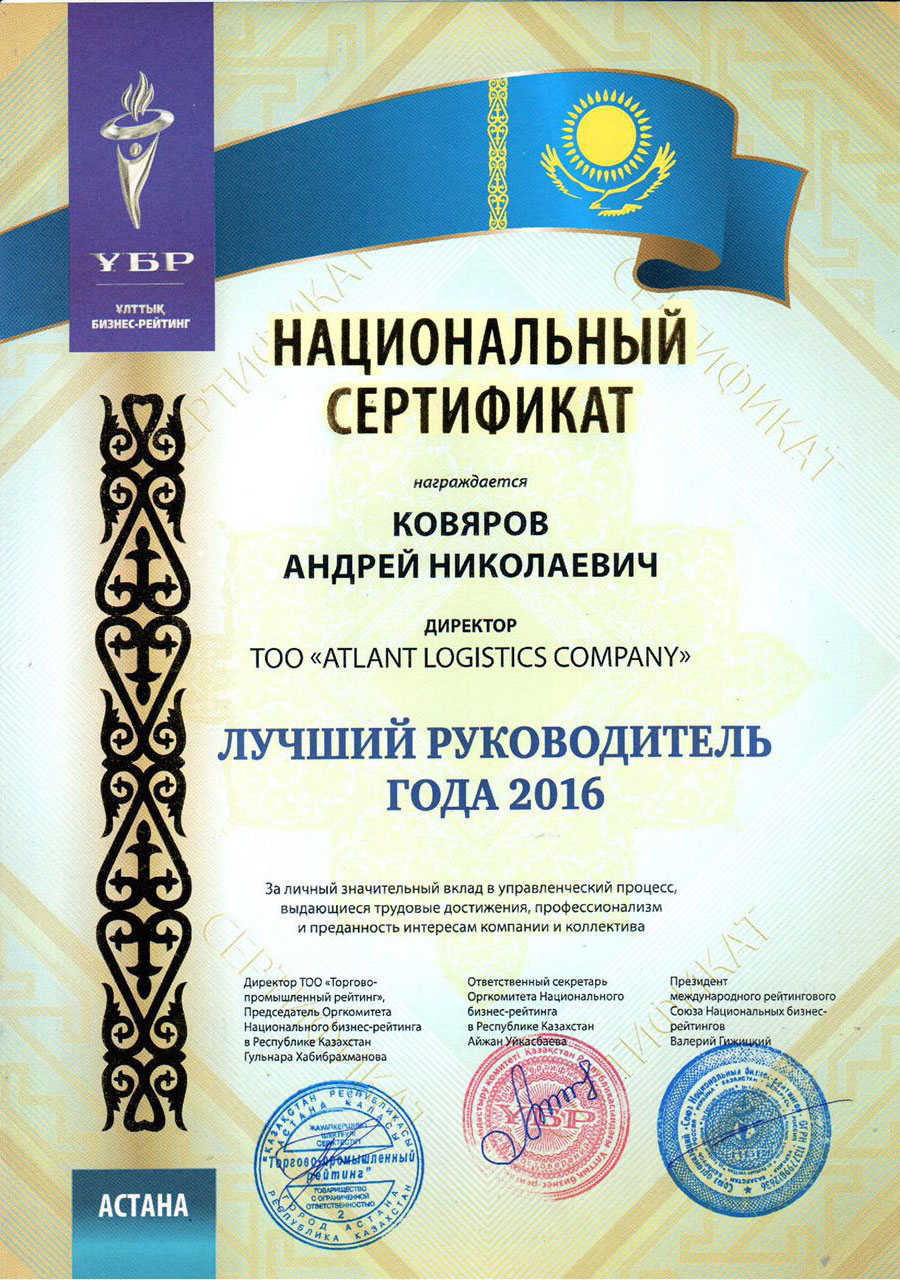 ҰБР
ҰЛТТЫҚ
БИЗНЕС-РЕЙТИНГ
НАЦИОНАЛЬНЫЙ
СЕРТИФИКАТ
награждается
КОВЯРОВ
АНДРЕЙ НИКОЛАЕВИЧ
ДИРЕКТОР
ТОО «ATLANT LOGISTICS COMPANY»
ЛУЧШИЙ РУКОВОДИТЕЛЬ
ГОДА 2016
За личный значительный вклад в управленческий процесс,
выдающиеся трудовые достижения, профессионализм
и преданность интересам компании и коллектива
Директор ТОО «Торгово-
промышленный рейтинг»,
Председатель Оргкомитета
Национального бизнес-рейтинга
в Республике Казахстан
Гульнара Хабибрахманова
Ответственный секретарь
Оргкомитета Национального
бизнес-рейтинга
в Республике Казахстан
Айжан Уйкасбаева
Президент
международного рейтингового
Союза Национальных бизнес-
рейтингов
Валерий Гижицкий
ҚАЗАҚСТАН РЕСПУБЛИКАСЫ
АСТАНА ҚАЛАСЫ
"Торгово-промышленный
рейтинг"
ТОВАРИЩЕСТВО
С ОГРАНИЧЕННОЙ
ОТВЕТСТВЕННОСТЬЮ
2
ГОРОД АСТАНА
РЕСПУБЛИКА КАЗАХСТАН
ҰБР
АСТАНА